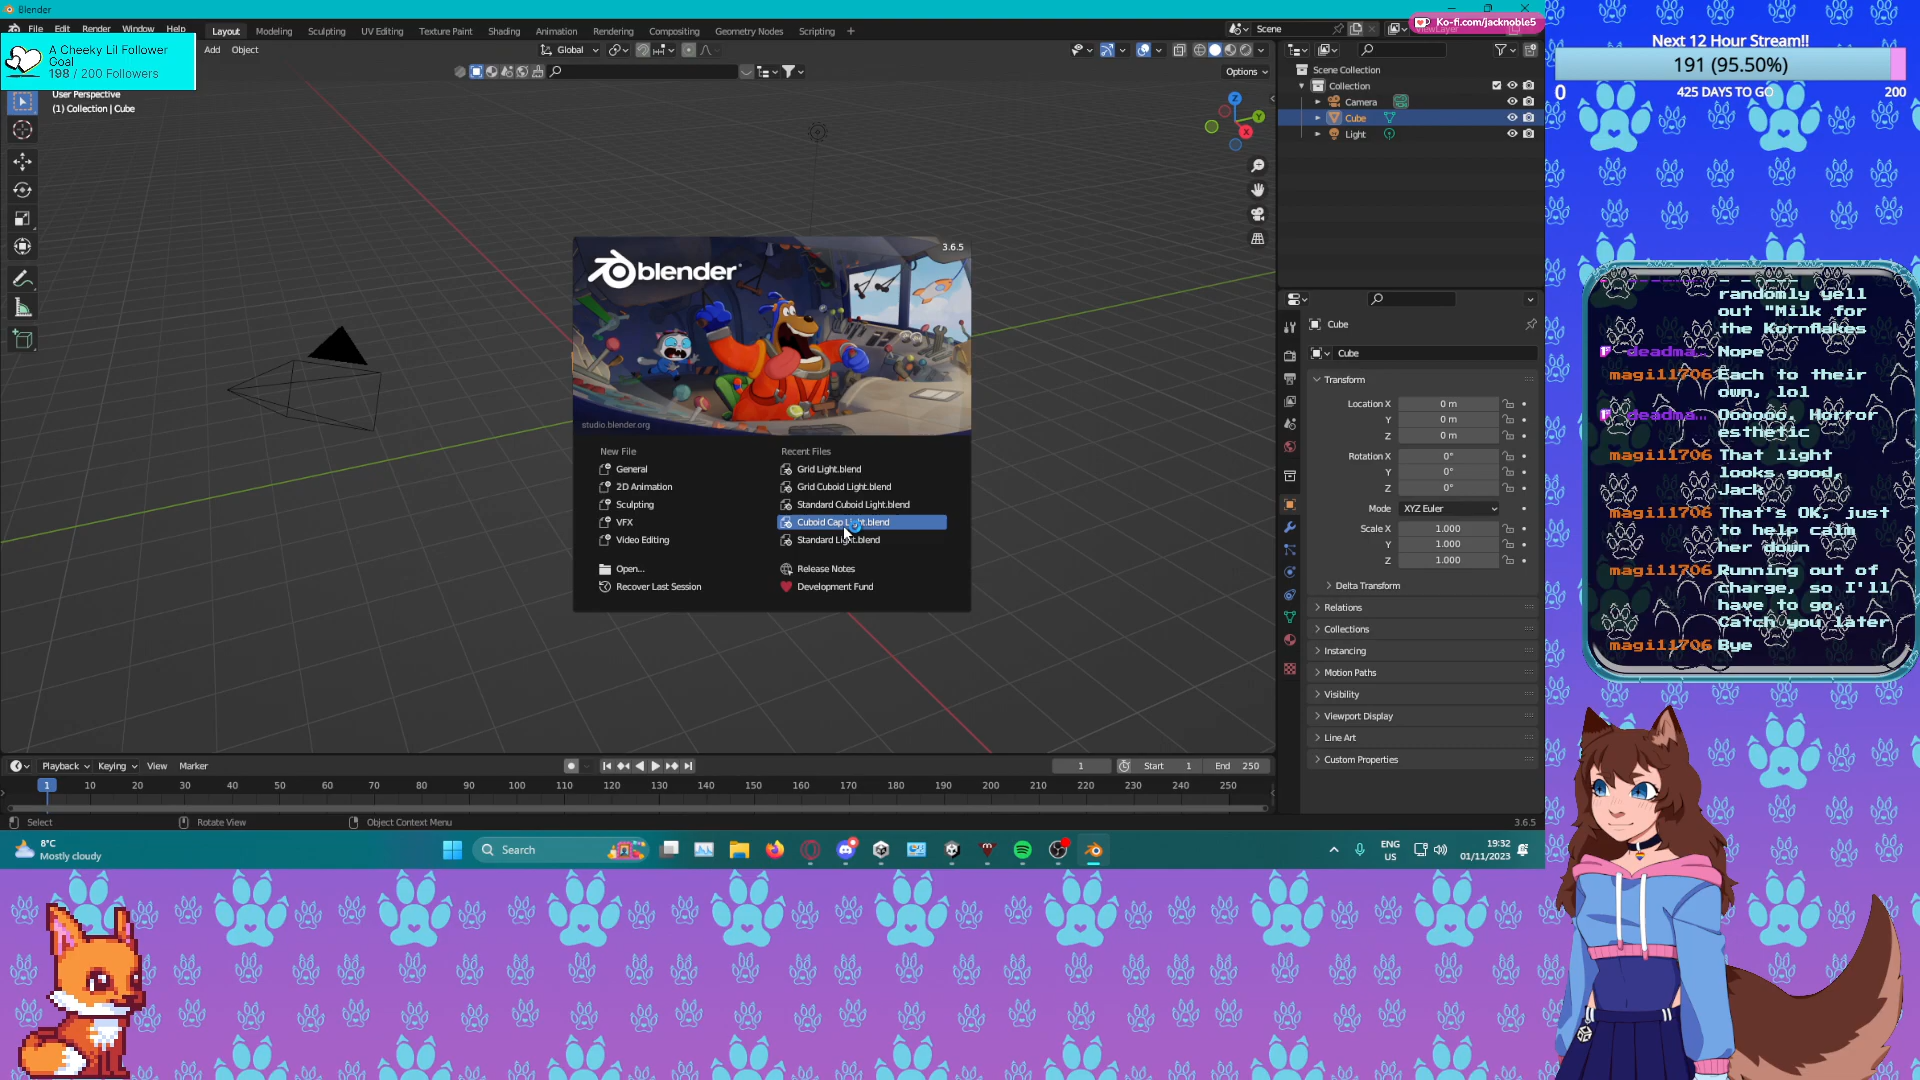 Blender
File Edit Render Window Help
Layout Modeling Sculpting UV Editing Texture Paint Shading Animation Rendering Compositing Geometry Nodes Scripting +
Scene
Ko-fi.com/jacknoble5
A Cheeky Lil Follower
Goal
198 / 200 Followers
Add Object
Global
Options
User Perspective
(1) Collection | Cube
Z
Y
X
Scene Collection
Collection
Camera
Cube
Light
Cube
Cube
Transform
Location X 0 m
Y 0 m
Z 0 m
Rotation X 0°
Y 0°
Z 0°
Mode XYZ Euler
Scale X 1.000
Y 1.000
Z 1.000
Delta Transform
Relations
Collections
Instancing
Motion Paths
Visibility
Viewport Display
Line Art
Custom Properties
blender
3.6.5
studio.blender.org
New File
General
2D Animation
Sculpting
VFX
Video Editing
Open...
Recover Last Session
Recent Files
Grid Light.blend
Grid Cuboid Light.blend
Standard Cuboid Light.blend
Cuboid Cap Light.blend
Standard Light.blend
Release Notes
Development Fund
Playback Keying View Marker
1 Start 1 End 250
1 10 20 30 40 50 60 70 80 90 100 110 120 130 140 150 160 170 180 190 200 210 220 230 240 250
Select Rotate View Object Context Menu
3.6.5
8°C
Mostly cloudy
Search
ENG
US
19:32
01/11/2023
Next 12 Hour Stream!!
191 (95.50%)
0 425 DAYS TO GO 200
randomly yell
out "Milk for
the Kornflakes
deadma... Nope
magi11706 Each to their
own, lol
deadma... Oooooo, Horror
esthetic
magi11706 That light
looks good,
Jack
magi11706 That's OK, just
to help calm
her down
magi11706 Running out of
charge, so I'll
have to go.
Catch you later
magi11706 Bye